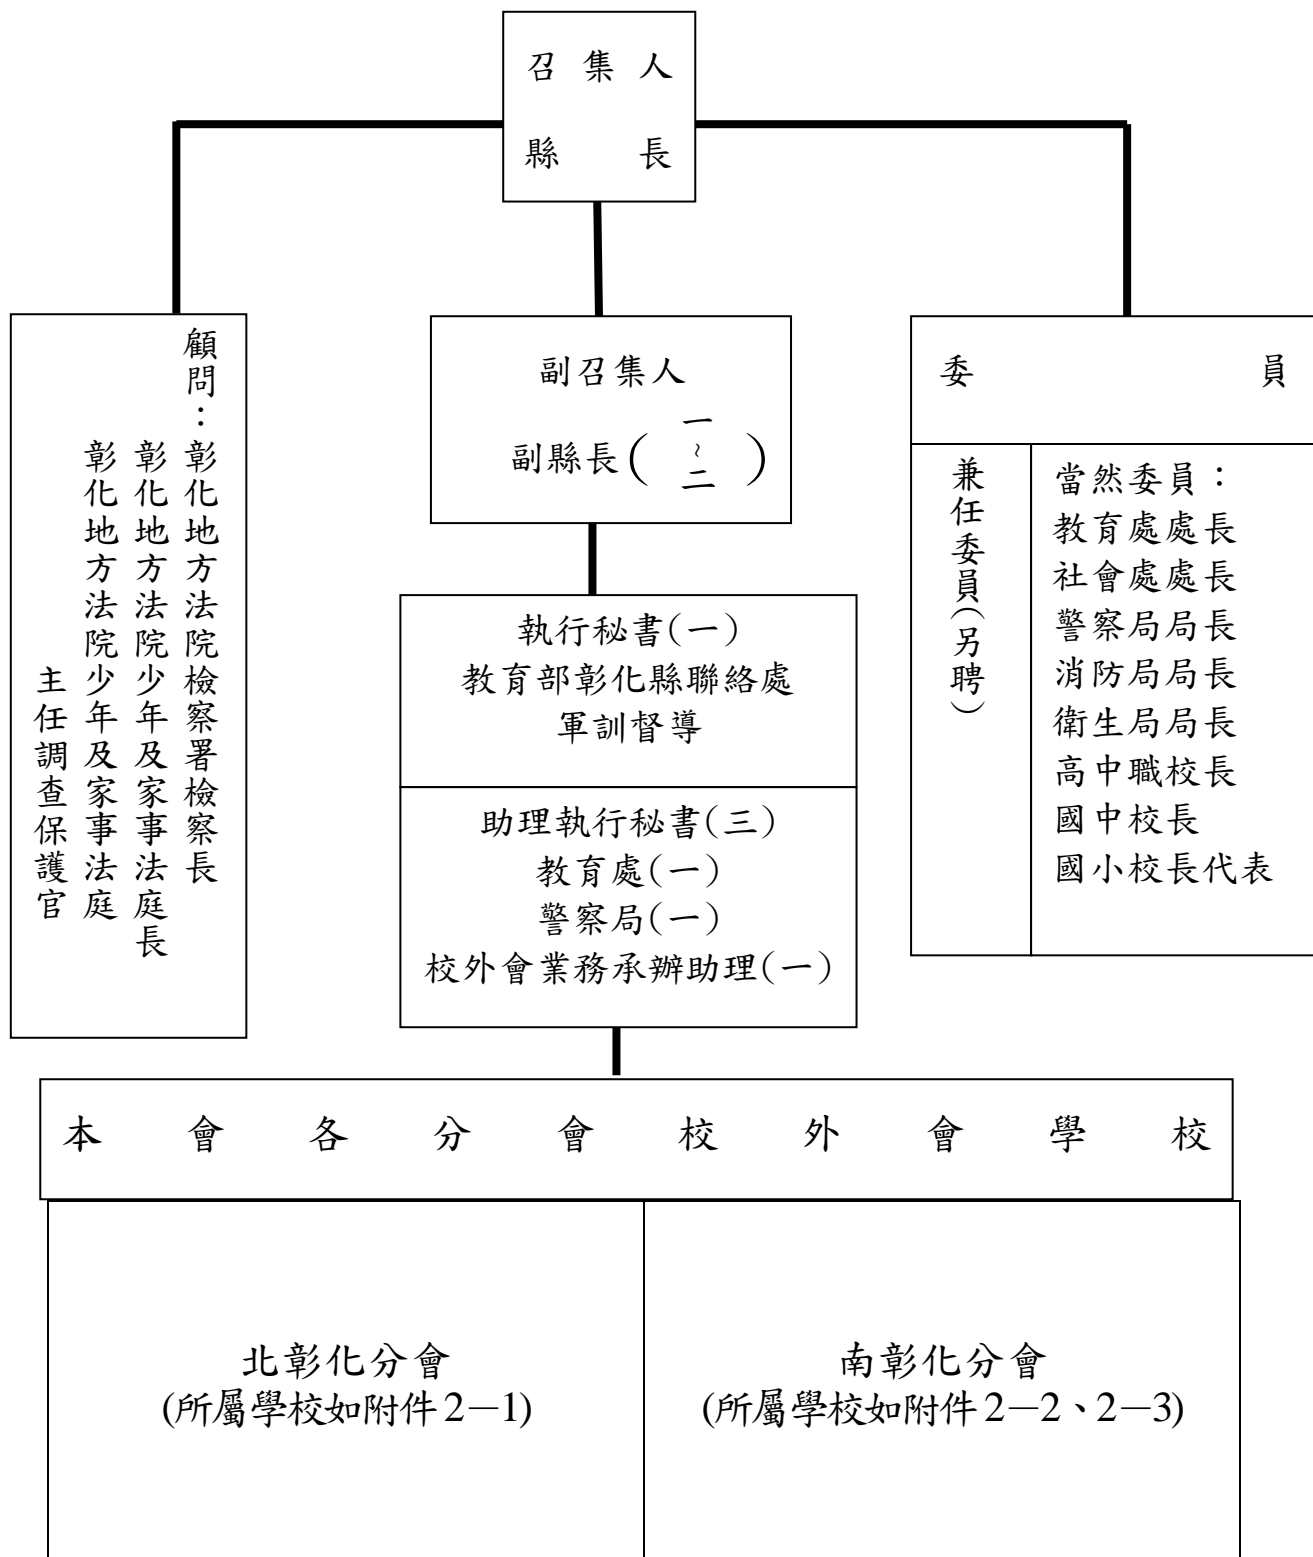 召集人
縣長
顧問：彰化地方法院檢察署檢察長
彰化地方法院少年及家事法庭長
彰化地方法院少年及家事法庭
主任調查保護官
副召集人
副縣長(一~二)
執行秘書(一)
教育部彰化縣聯絡處
軍訓督導
助理執行秘書(三)
教育處(一)
警察局(一)
校外會業務承辦助理(一)
委員
兼任委員(另聘)
當然委員：
教育處處長
社會處處長
警察局局長
消防局局長
衛生局局長
高中職校長
國中校長
國小校長代表
本會各分會校外會學校
北彰化分會
(所屬學校如附件2－1)
南彰化分會
(所屬學校如附件2－2、2－3)